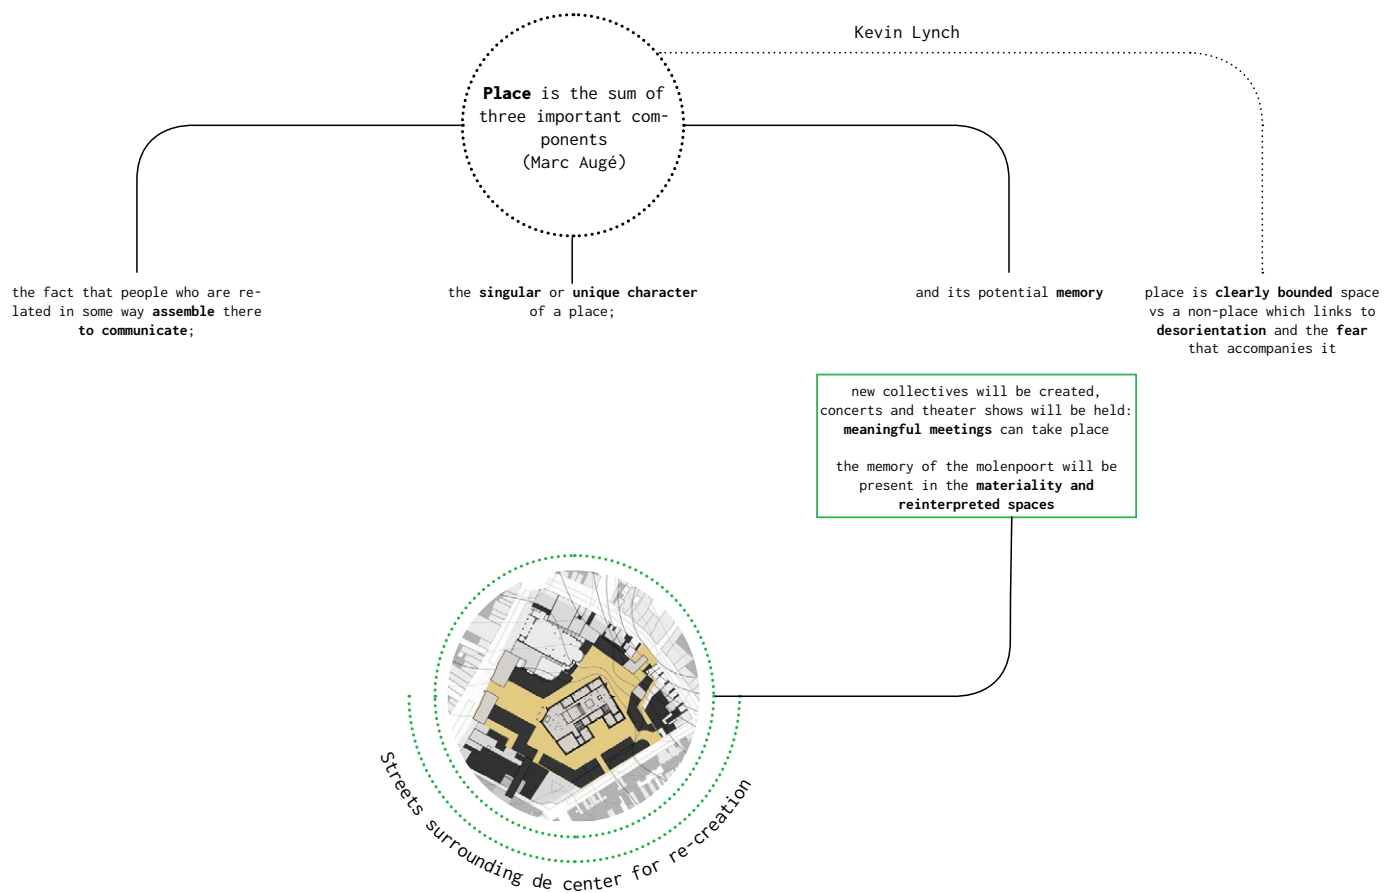 Kevin Lynch
Place is the sum of
three important com-
ponents
(Marc Augé)
the fact that people who are re-
lated in some way assemble there
to communicate;
the singular or unique character
of a place;
and its potential memory
place is clearly bounded space
vs a non-place which links to
desorientation and the fear
that accompanies it
new collectives will be created,
concerts and theater shows will be held:
meaningful meetings can take place
the memory of the molenpoort will be
present in the materiality and
reinterpreted spaces
Streets surrounding de center for re-creation